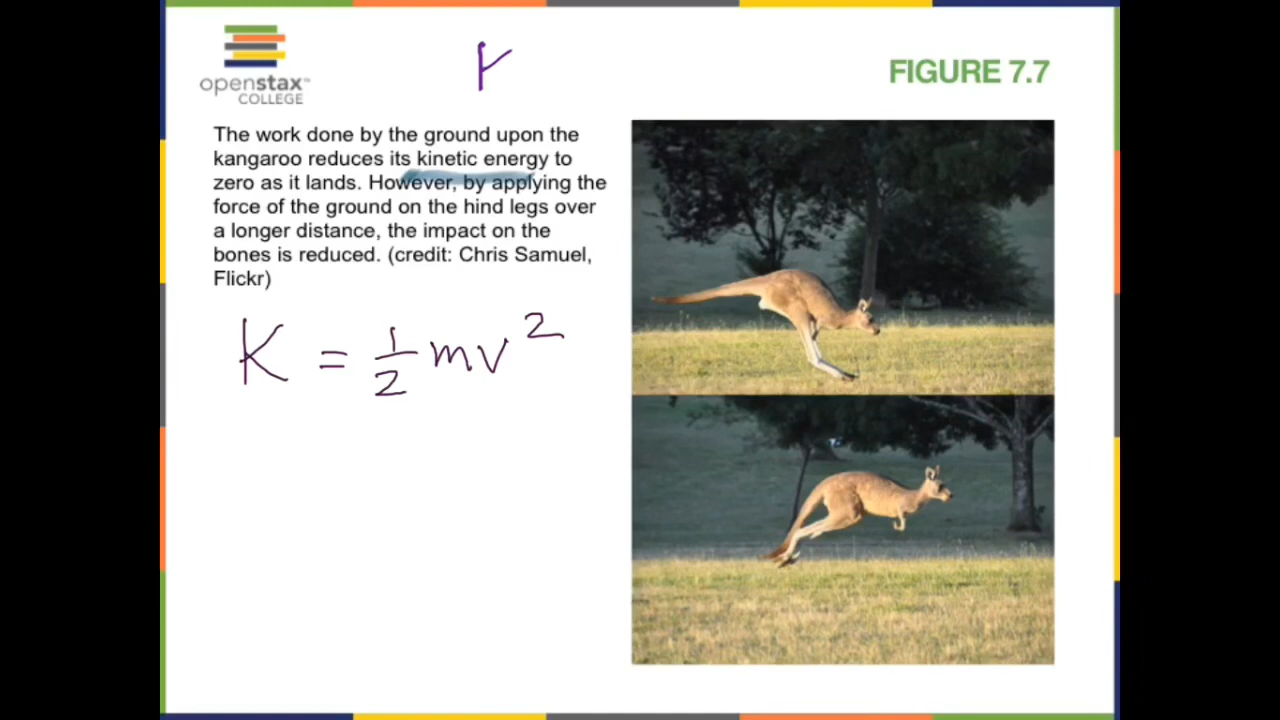 openstax™
COLLEGE
FIGURE 7.7
The work done by the ground upon the
kangaroo reduces its kinetic energy to
zero as it lands. However, by applying the
force of the ground on the hind legs over
a longer distance, the impact on the
bones is reduced. (credit: Chris Samuel,
Flickr)
K = 1/2 mv²